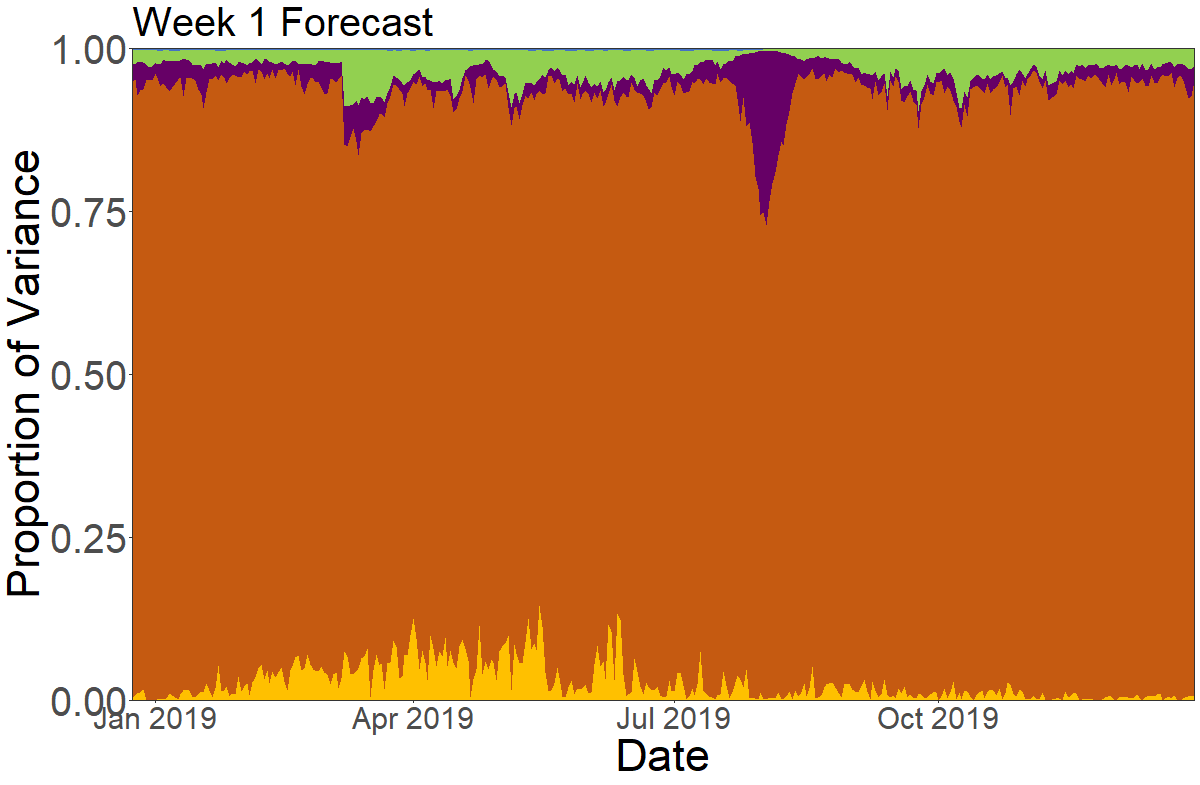 Week 1 Forecast
Proportion of Variance
1.00
0.75
0.50
0.25
0.00
Jan 2019 Apr 2019 Jul 2019 Oct 2019
Date